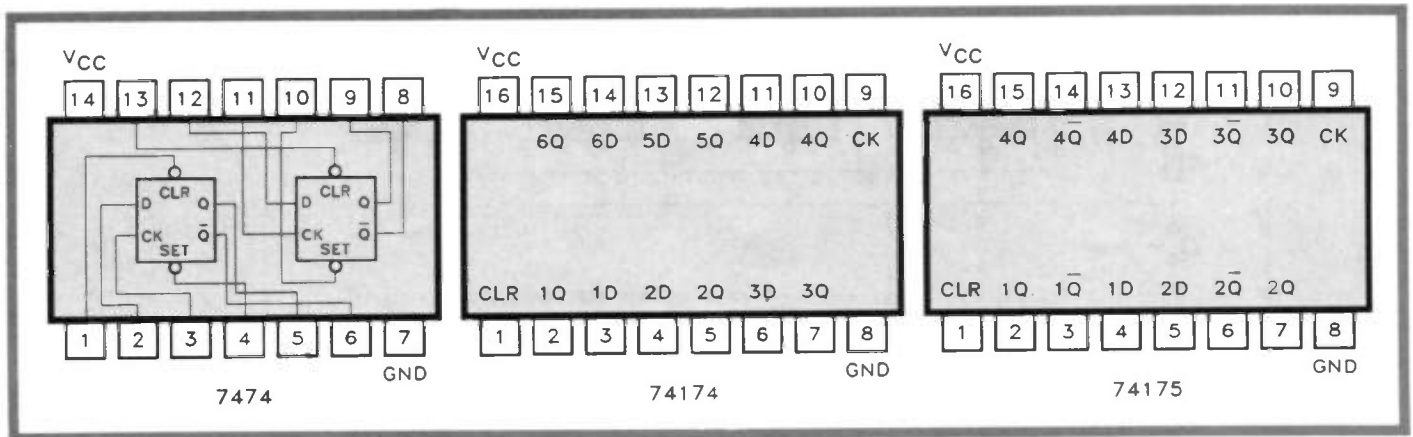 VCC VCC VCC
14 13 12 11 10 9 8 16 15 14 13 12 11 10 9 16 15 14 13 12 11 10 9
6Q 6D 5D 5Q 4D 4Q CK 4Q 4Q̅ 4D 3D 3Q̅ 3Q CK
CLR CLR
D Q D Q
CK Q̅ CK Q̅
SET SET
CLR 1Q 1D 2D 2Q 3D 3Q CLR 1Q 1Q̅ 1D 2D 2Q̅ 2Q
1 2 3 4 5 6 7 1 2 3 4 5 6 7 8 1 2 3 4 5 6 7 8
GND GND GND
7474 74174 74175